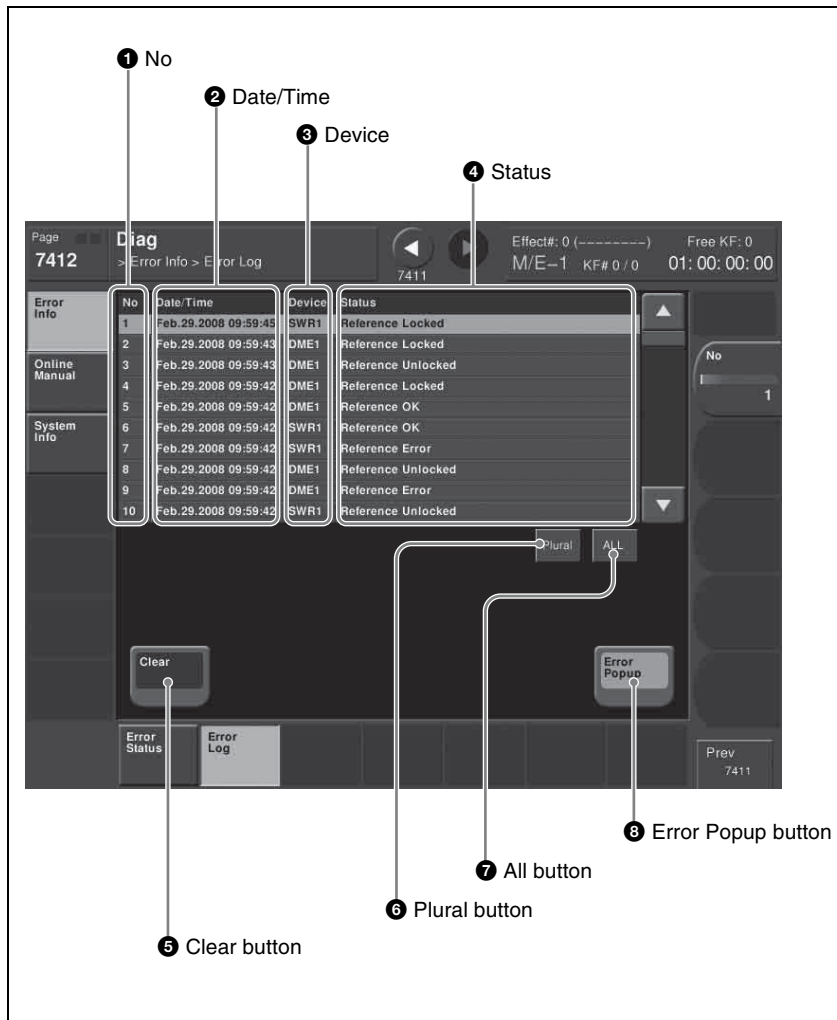 ❶ No
❷ Date/Time
❸ Device
❹ Status
Page
7412
Diag
> Error Info > Error Log
7411
Effect#: 0 (--------)
M/E-1 KF# 0 / 0
Free KF: 0
01: 00: 00: 00
Error
Info
Online
Manual
System
Info
No Date/Time Device Status
1 Feb.29.2008 09:59:45 SWR1 Reference Locked
2 Feb.29.2008 09:59:43 DME1 Reference Locked
3 Feb.29.2008 09:59:43 DME1 Reference Unlocked
4 Feb.29.2008 09:59:42 DME1 Reference Locked
5 Feb.29.2008 09:59:42 DME1 Reference OK
6 Feb.29.2008 09:59:42 SWR1 Reference OK
7 Feb.29.2008 09:59:42 SWR1 Reference Error
8 Feb.29.2008 09:59:42 DME1 Reference Unlocked
9 Feb.29.2008 09:59:42 DME1 Reference Error
10 Feb.29.2008 09:59:42 SWR1 Reference Unlocked
No
1
Plural
ALL
Clear
Error
Popup
Error
Status
Error
Log
Prev
7411
❽ Error Popup button
❼ All button
❻ Plural button
❺ Clear button